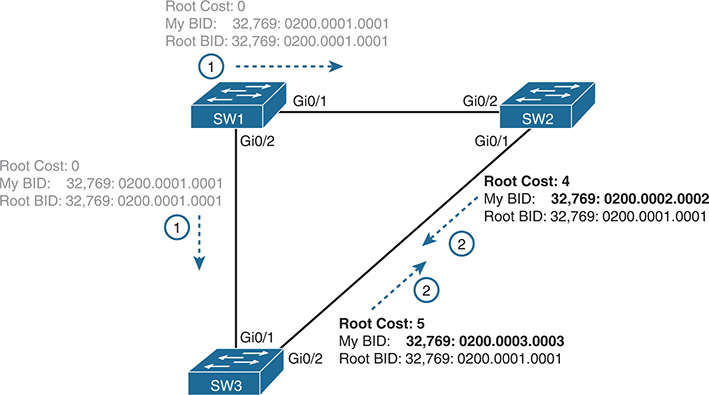 Root Cost: 0
My BID: 32,769: 0200.0001.0001
Root BID: 32,769: 0200.0001.0001
1
Gi0/1
Gi0/2
SW1
SW2
Gi0/2
Gi0/1
Root Cost: 0
My BID: 32,769: 0200.0001.0001
Root BID: 32,769: 0200.0001.0001
1
Root Cost: 4
My BID: 32,769: 0200.0002.0002
Root BID: 32,769: 0200.0001.0001
2
2
Root Cost: 5
My BID: 32,769: 0200.0003.0003
Root BID: 32,769: 0200.0001.0001
Gi0/1
Gi0/2
SW3